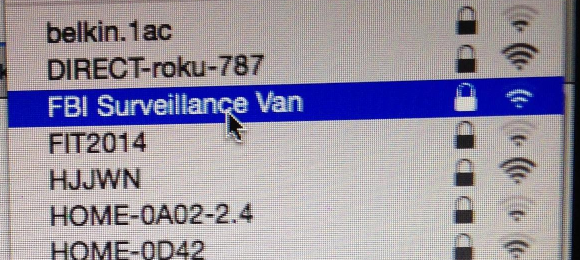 belkin.1ac
DIRECT-roku-787
FBI Surveillance Van
FIT2014
HJJWN
HOME-0A02-2.4
HOME-0D42